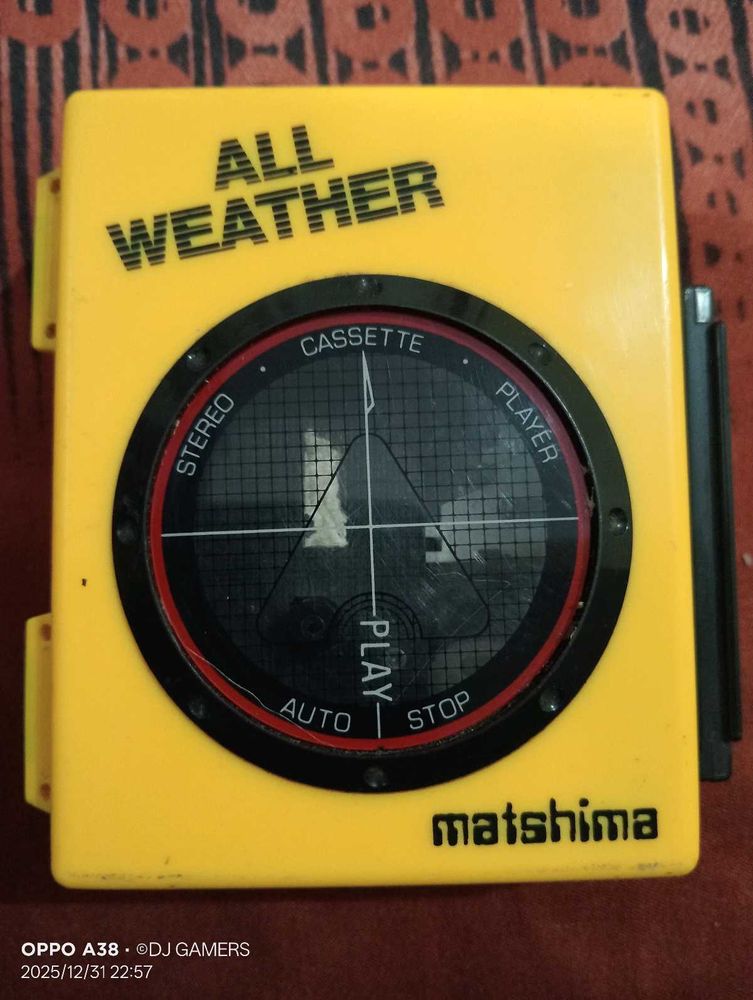 ALL
WEATHER
STEREO · CASSETTE · PLAYER
PLAY
AUTO STOP
matshima
OPPO A38 · ©DJ GAMERS
2025/12/31 22:57